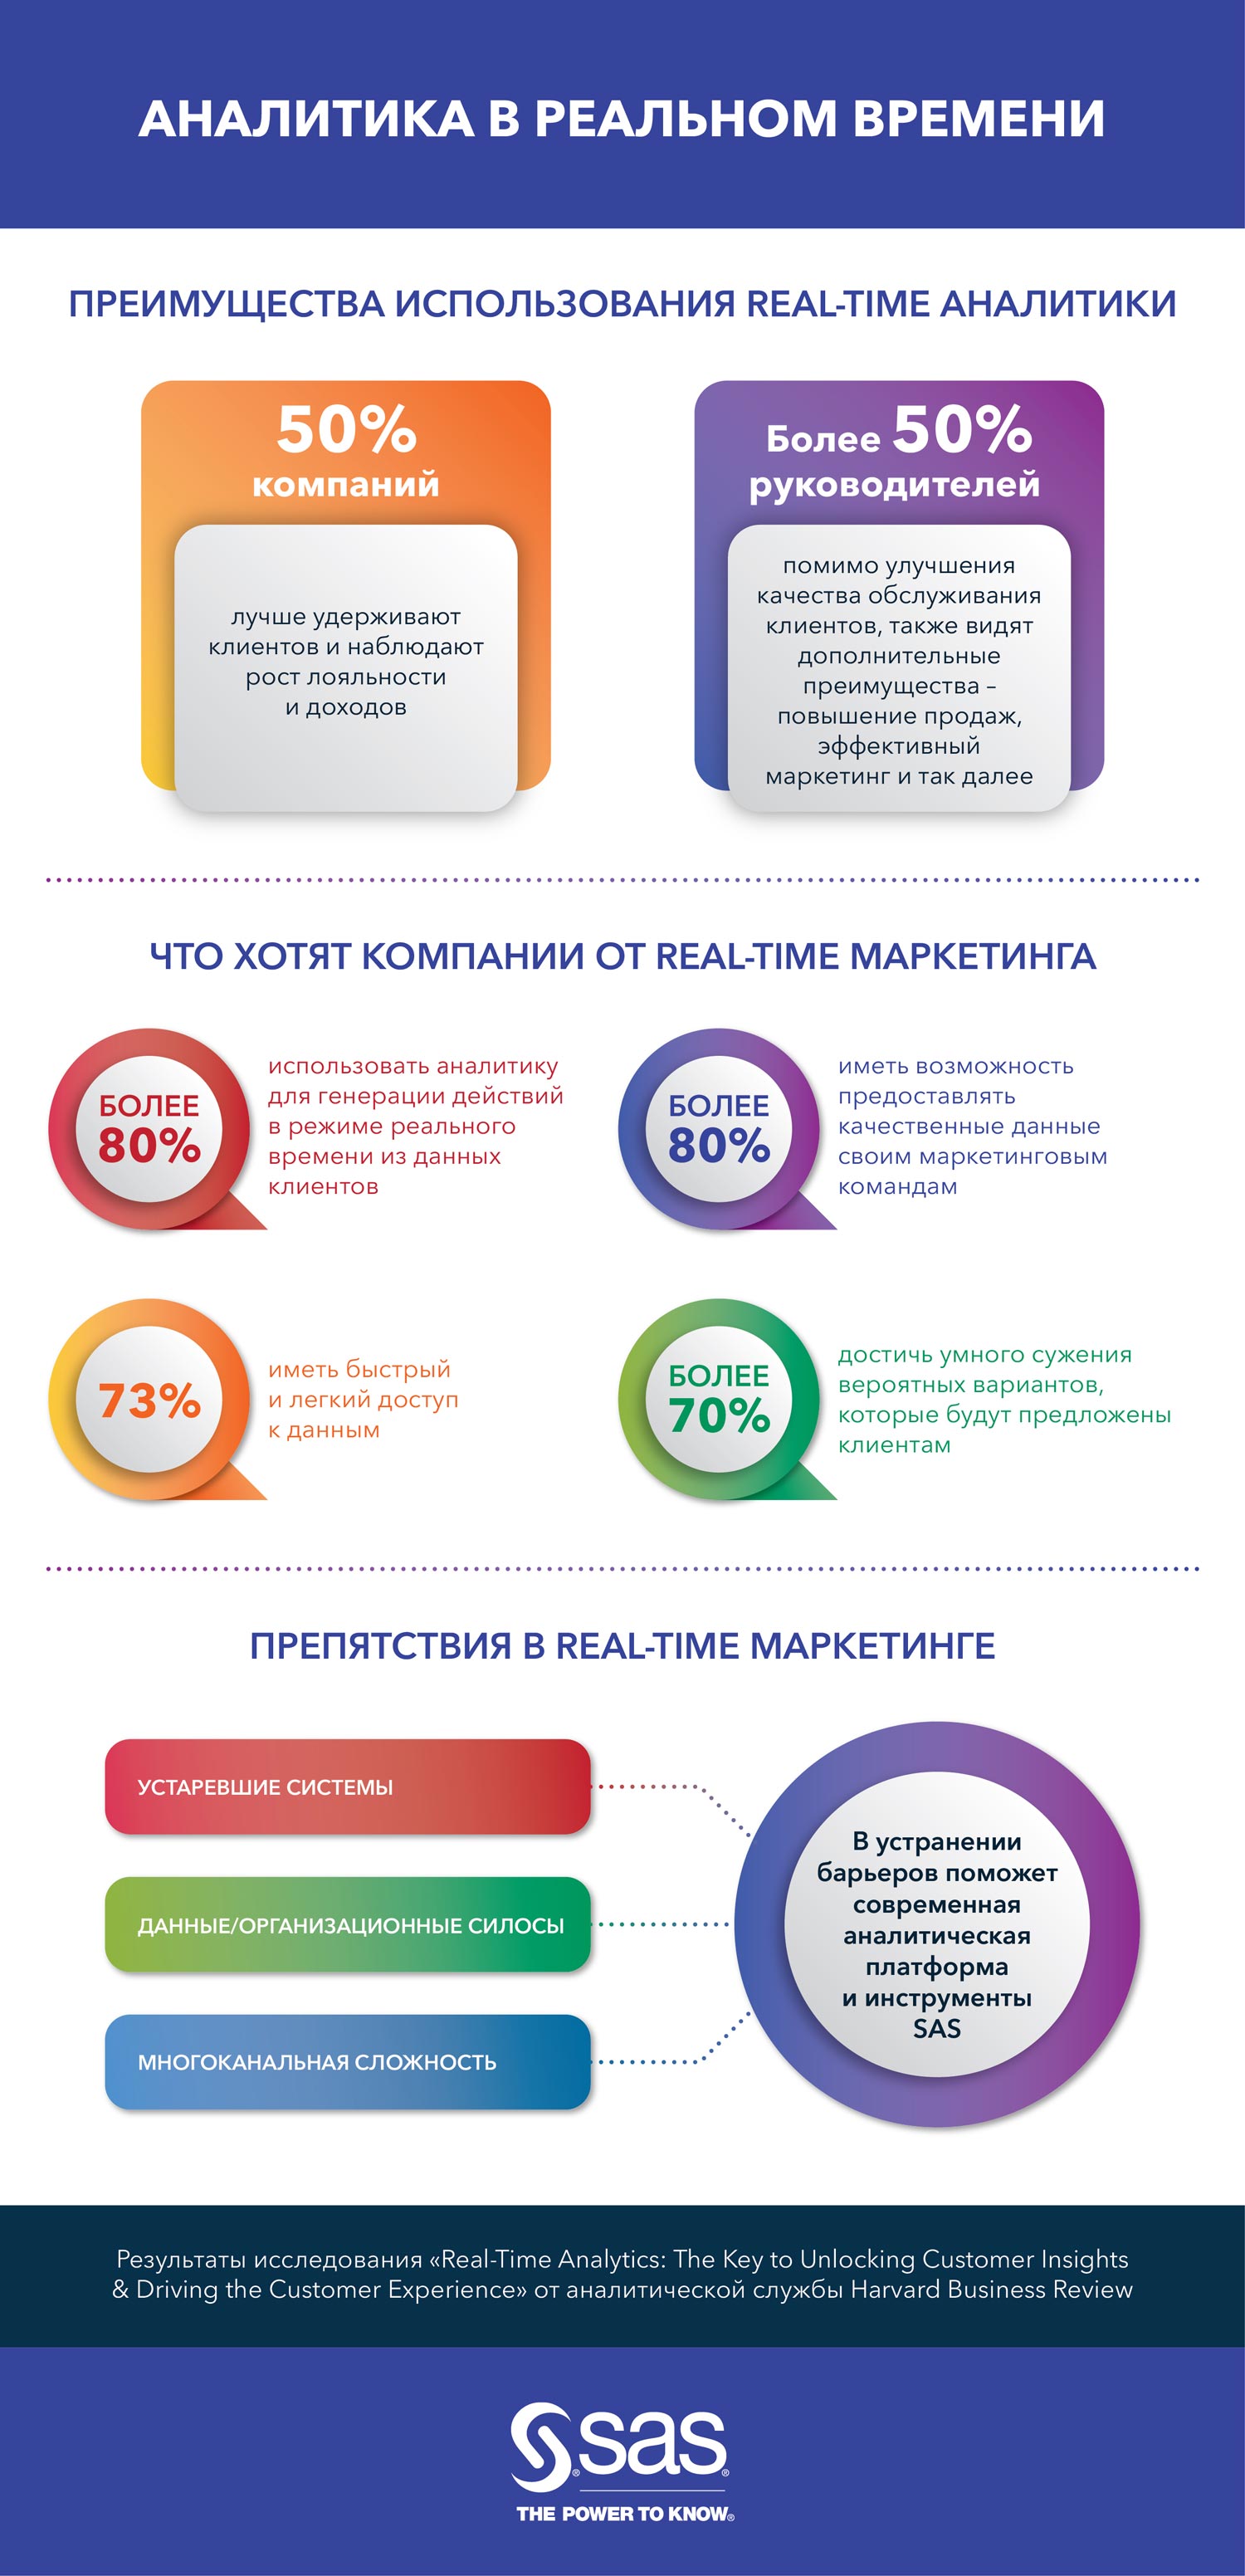 АНАЛИТИКА В РЕАЛЬНОМ ВРЕМЕНИ
ПРЕИМУЩЕСТВА ИСПОЛЬЗОВАНИЯ REAL-TIME АНАЛИТИКИ
50%
компаний
лучше удерживают
клиентов и наблюдают
рост лояльности
и доходов
Более 50%
руководителей
помимо улучшения
качества обслуживания
клиентов, также видят
дополнительные
преимущества –
повышение продаж,
эффективный
маркетинг и так далее
ЧТО ХОТЯТ КОМПАНИИ ОТ REAL-TIME МАРКЕТИНГА
БОЛЕЕ
80%
использовать аналитику
для генерации действий
в режиме реального
времени из данных
клиентов
БОЛЕЕ
80%
иметь возможность
предоставлять
качественные данные
своим маркетинговым
командам
73%
иметь быстрый
и легкий доступ
к данным
БОЛЕЕ
70%
достичь умного сужения
вероятных вариантов,
которые будут предложены
клиентам
ПРЕПЯТСТВИЯ В REAL-TIME МАРКЕТИНГЕ
УСТАРЕВШИЕ СИСТЕМЫ
ДАННЫЕ/ОРГАНИЗАЦИОННЫЕ СИЛОСЫ
МНОГОКАНАЛЬНАЯ СЛОЖНОСТЬ
В устранении
барьеров поможет
современная
аналитическая
платформа
и инструменты
SAS
Результаты исследования «Real-Time Analytics: The Key to Unlocking Customer Insights
& Driving the Customer Experience» от аналитической службы Harvard Business Review
®sas®
THE POWER TO KNOW®